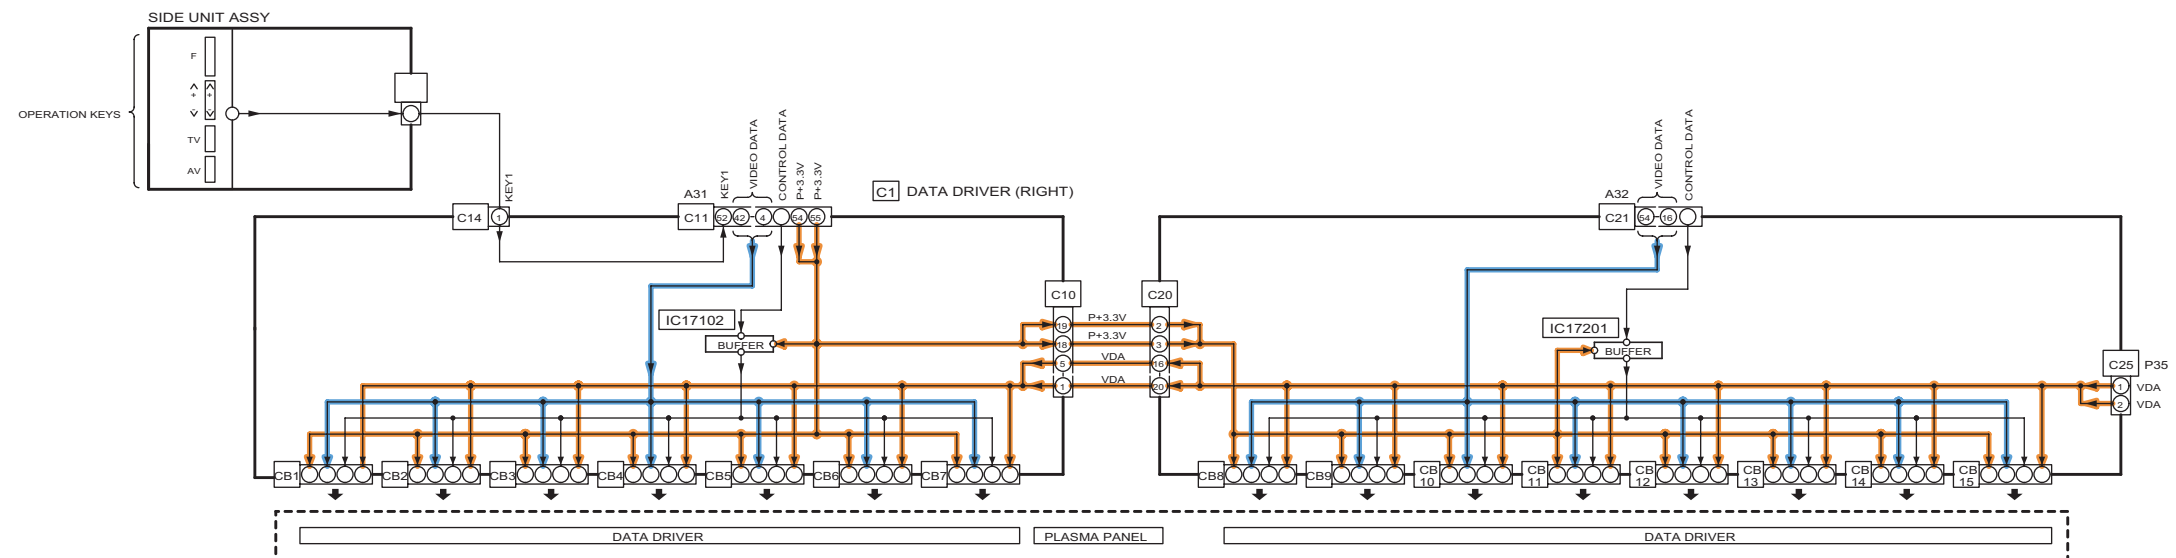 SIDE UNIT ASSY
OPERATION KEYS
F
+
-
TV
AV
KEY1
KEY1
VIDEO DATA
CONTROL DATA
P+3.3V
P+3.3V
C1 DATA DRIVER (RIGHT)
VIDEO DATA
CONTROL DATA
A31
A32
C14 1
C11 52 42 - 4 54 55
C21 54 - 16
C10
C20
IC17102
BUFFER
IC17201
BUFFER
19 P+3.3V 2
18 P+3.3V 3
5 VDA 16
1 VDA 20
C25 P35
1 VDA
2 VDA
CB1 CB2 CB3 CB4 CB5 CB6 CB7
CB8 CB9 CB 10 CB 11 CB 12 CB 13 CB 14 CB 15
DATA DRIVER
PLASMA PANEL
DATA DRIVER